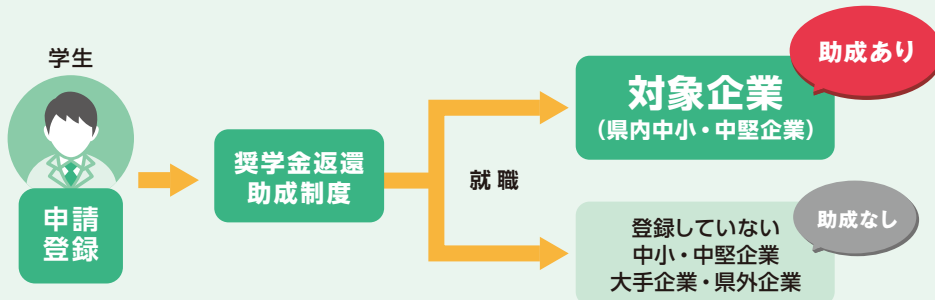 学生
申請
登録
奨学金返還
助成制度
就職
助成あり
対象企業
（県内中小・中堅企業）
助成なし
登録していない
中小・中堅企業
大手企業・県外企業